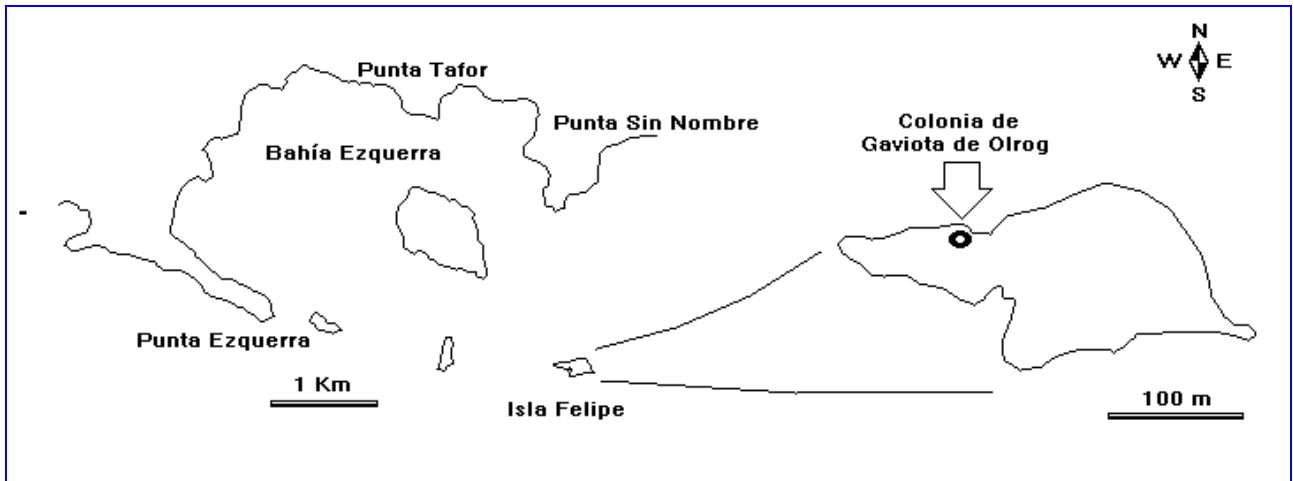 N
W E
S
Punta Tafor
Punta Sin Nombre
Colonia de
Gaviota de Olrog
Bahía Ezquerra
Punta Ezquerra
1 Km
Isla Felipe
100 m